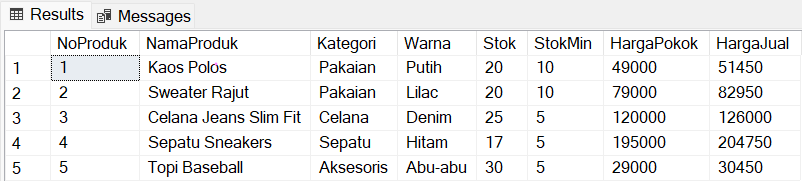 Results Messages
NoProduk NamaProduk Kategori Warna Stok StokMin HargaPokok HargaJual
1 1 Kaos Polos Pakaian Putih 20 10 49000 51450
2 2 Sweater Rajut Pakaian Lilac 20 10 79000 82950
3 3 Celana Jeans Slim Fit Celana Denim 25 5 120000 126000
4 4 Sepatu Sneakers Sepatu Hitam 17 5 195000 204750
5 5 Topi Baseball Aksesoris Abu-abu 30 5 29000 30450